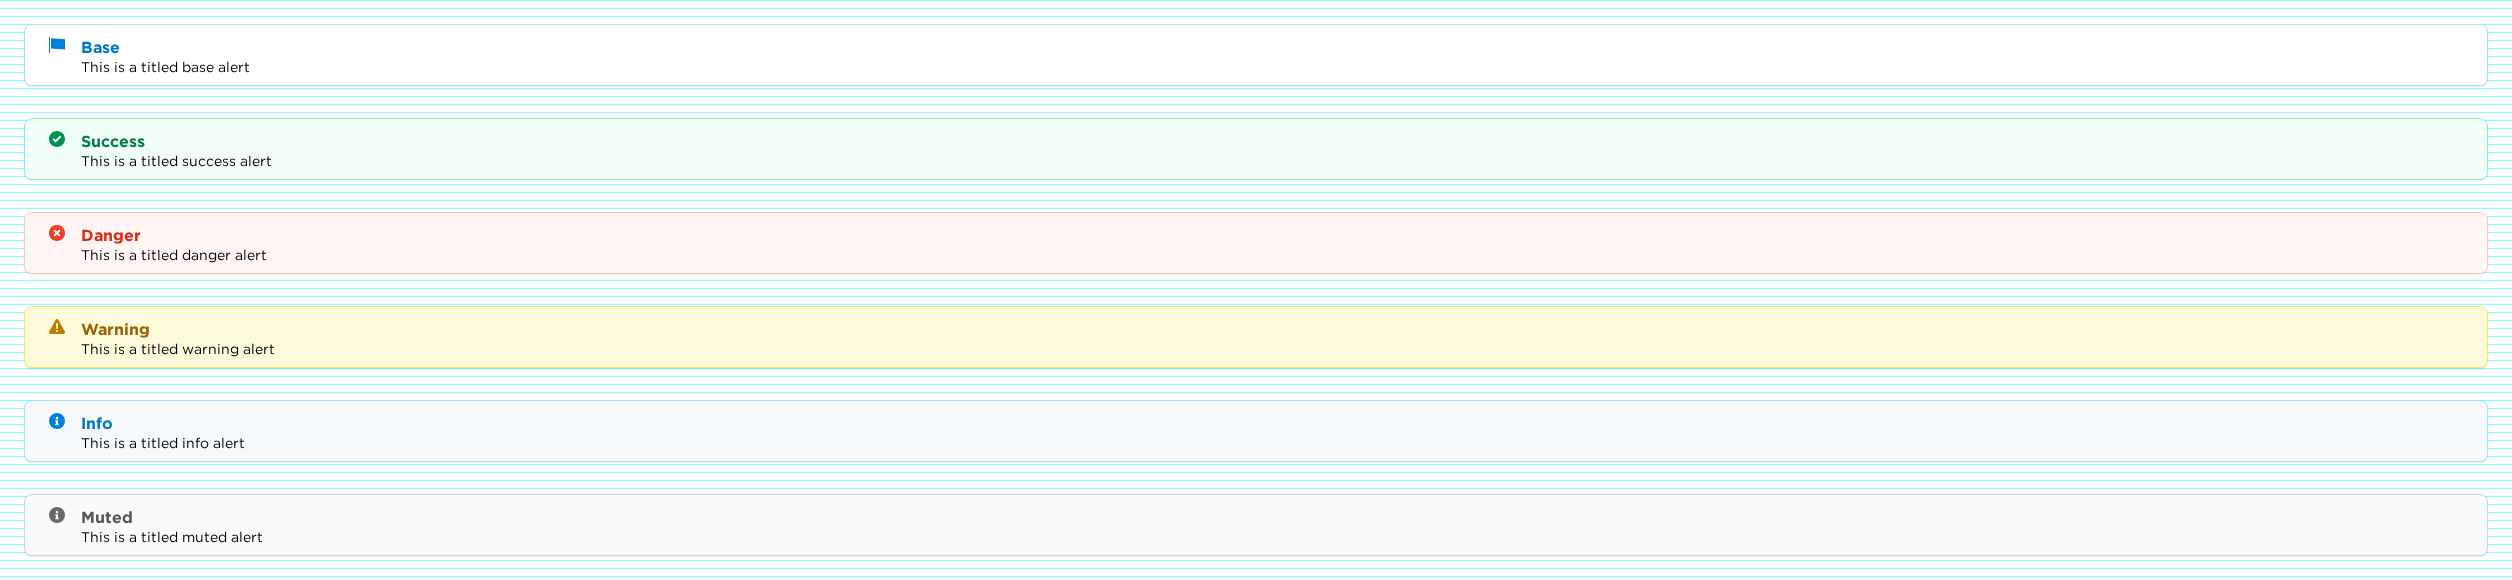 Base
This is a titled base alert
Success
This is a titled success alert
Danger
This is a titled danger alert
Warning
This is a titled warning alert
Info
This is a titled info alert
Muted
This is a titled muted alert